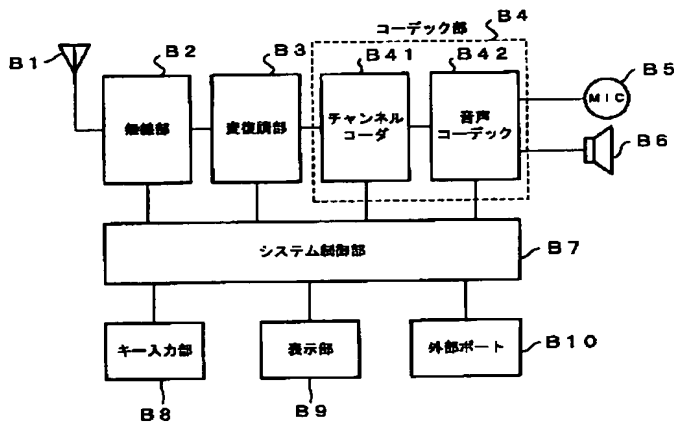 コーデック部
B4
B1
B2
B3
B41
B42
B5
無線部
変復調部
チャンネル
コーダ
音声
コーデック
MIC
B6
システム制御部
B7
キー入力部
表示部
外部ポート
B10
B8
B9